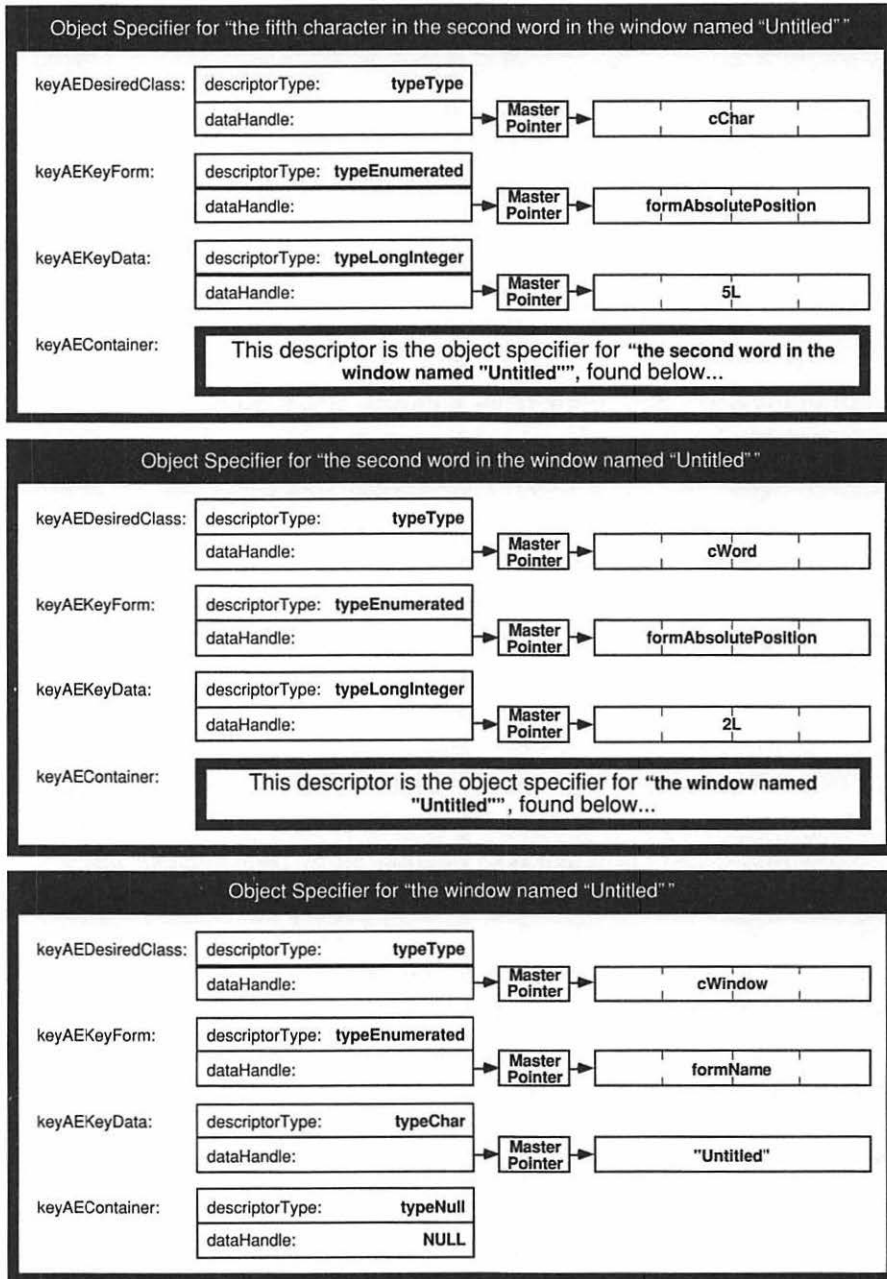 Object Specifier for “the fifth character in the second word in the window named “Untitled””
keyAEDesiredClass: descriptorType: typeType
dataHandle: Master Pointer cChar
keyAEKeyForm: descriptorType: typeEnumerated
dataHandle: Master Pointer formAbsolutePosition
keyAEKeyData: descriptorType: typeLongInteger
dataHandle: Master Pointer 5L
keyAEContainer: This descriptor is the object specifier for “the second word in the
window named "Untitled"”, found below...
Object Specifier for “the second word in the window named “Untitled””
keyAEDesiredClass: descriptorType: typeType
dataHandle: Master Pointer cWord
keyAEKeyForm: descriptorType: typeEnumerated
dataHandle: Master Pointer formAbsolutePosition
keyAEKeyData: descriptorType: typeLongInteger
dataHandle: Master Pointer 2L
keyAEContainer: This descriptor is the object specifier for “the window named
"Untitled"”, found below...
Object Specifier for “the window named “Untitled””
keyAEDesiredClass: descriptorType: typeType
dataHandle: Master Pointer cWindow
keyAEKeyForm: descriptorType: typeEnumerated
dataHandle: Master Pointer formName
keyAEKeyData: descriptorType: typeChar
dataHandle: Master Pointer "Untitled"
keyAEContainer: descriptorType: typeNull
dataHandle: NULL